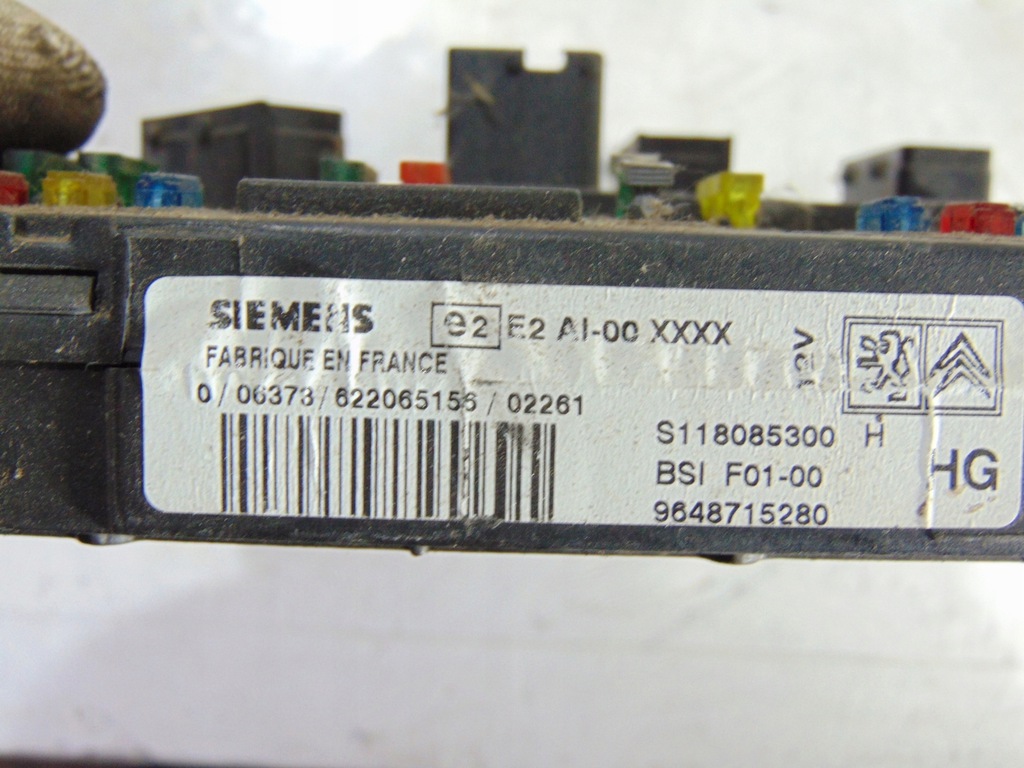 SIEMENS e2 E2 AI-00 XXXX
FABRIQUE EN FRANCE
0/06373/622065156/02261
12V
S118085300 H
BSI F01-00
HG
9648715280